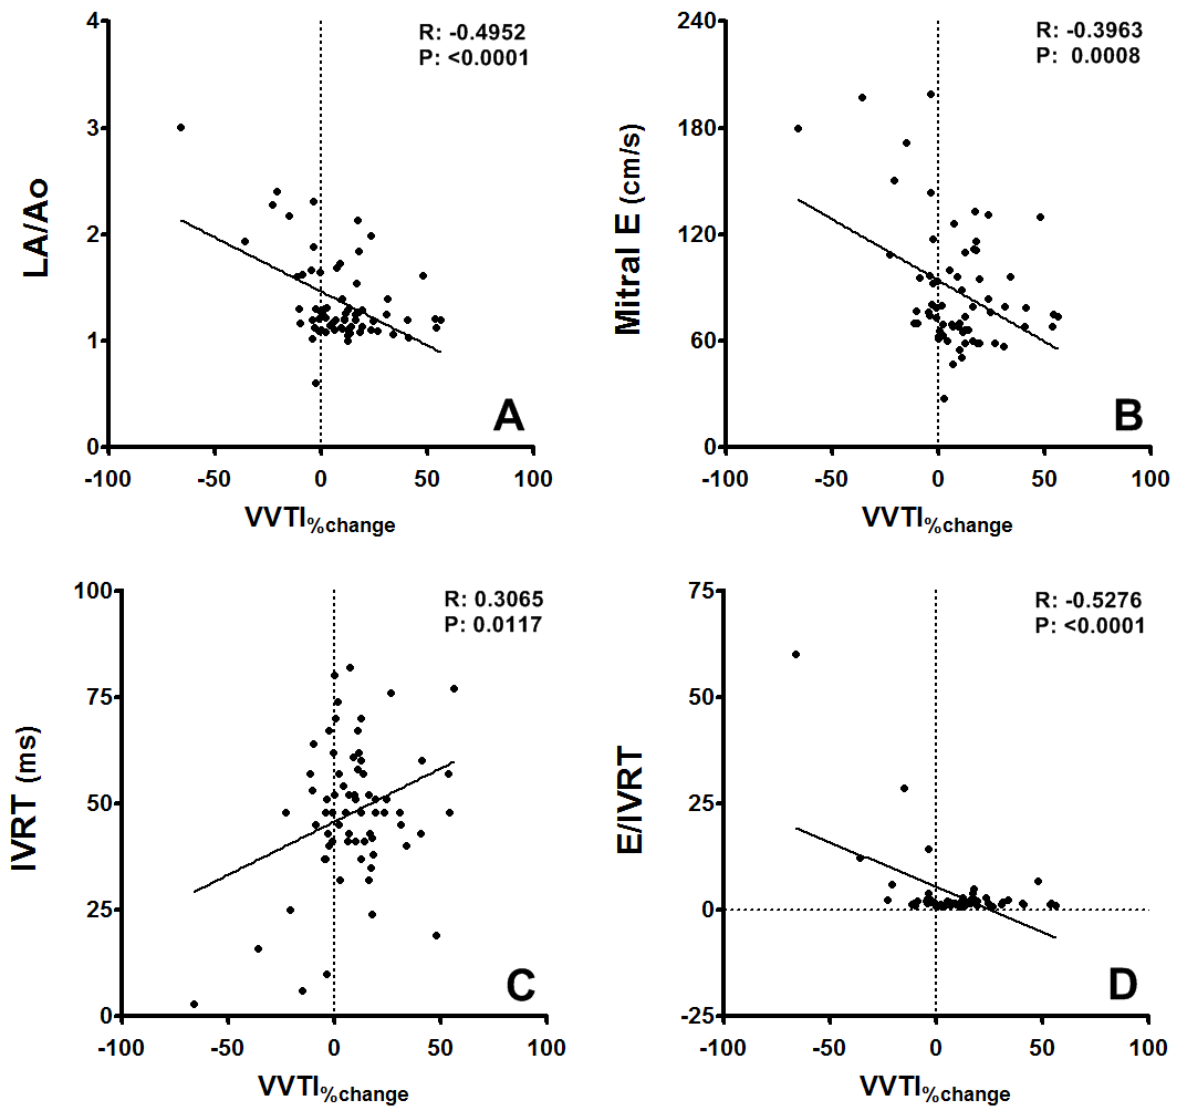 R: -0.4952
P: <0.0001
4
3
2
1
0
LA/Ao
A
-100 -50 0 50 100
VVTI%change
R: -0.3963
P: 0.0008
240
180
120
60
0
Mitral E (cm/s)
B
-100 -50 0 50 100
VVTI%change
R: 0.3065
P: 0.0117
100
75
50
25
0
IVRT (ms)
C
-100 -50 0 50 100
VVTI%change
R: -0.5276
P: <0.0001
75
50
25
0
-25
E/IVRT
D
-100 -50 0 50 100
VVTI%change